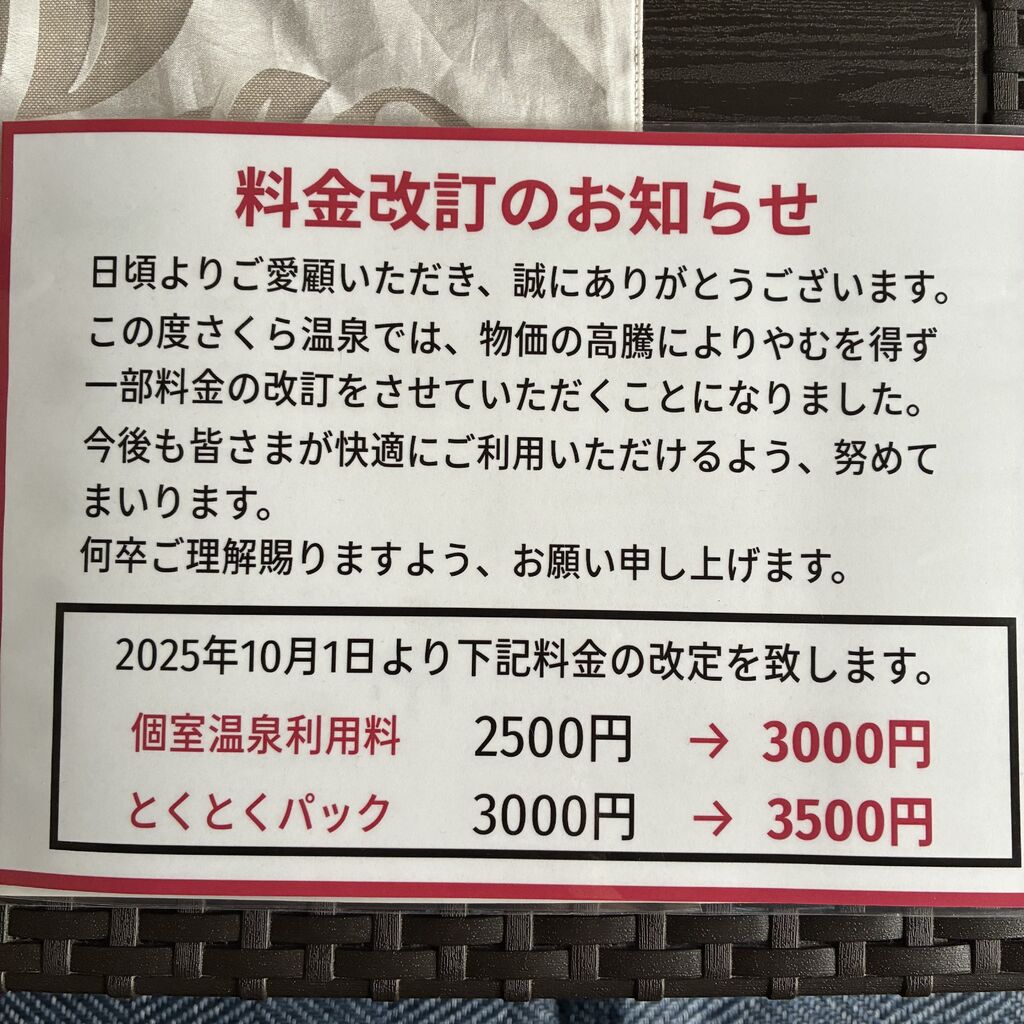 料金改訂のお知らせ
日頃よりご愛顧いただき、誠にありがとうございます。
この度さくら温泉では、物価の高騰によりやむを得ず
一部料金の改訂をさせていただくことになりました。
今後も皆さまが快適にご利用いただけるよう、努めて
まいります。
何卒ご理解賜りますよう、お願い申し上げます。
2025年10月1日より下記料金の改定を致します。
個室温泉利用料 2500円 → 3000円
とくとくパック 3000円 → 3500円